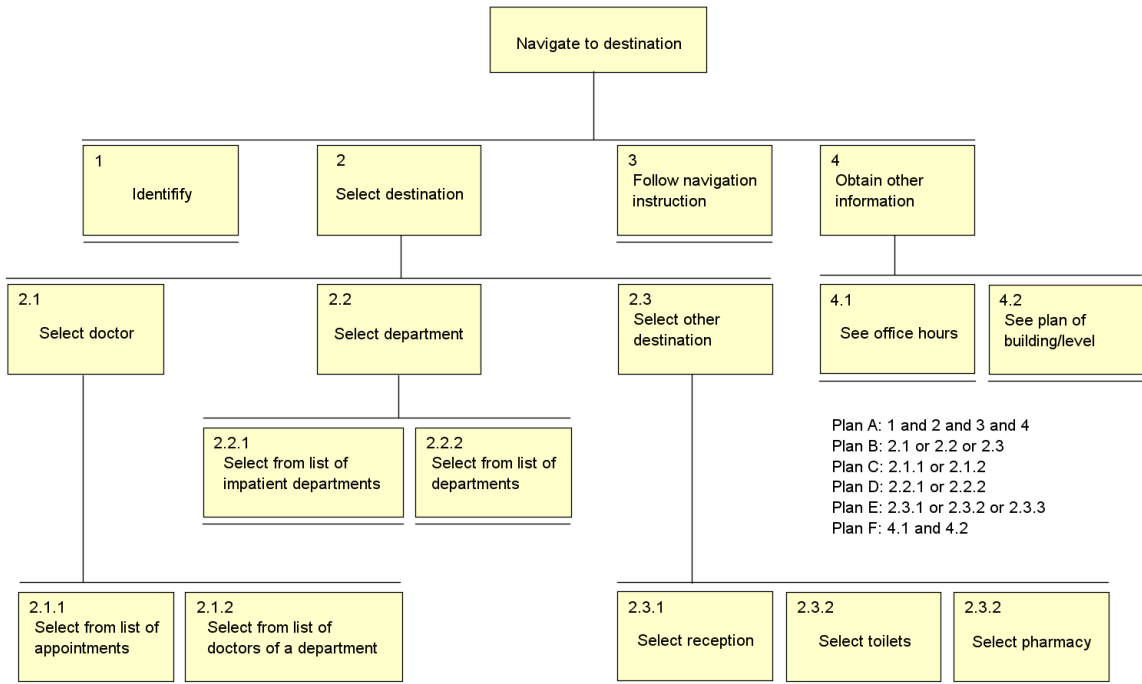 Navigate to destination
1
Identifify
2
Select destination
3
Follow navigation
instruction
4
Obtain other
information
2.1
Select doctor
2.2
Select department
2.3
Select other
destination
4.1
See office hours
4.2
See plan of
building/level
2.2.1
Select from list of
impatient departments
2.2.2
Select from list of
departments
Plan A: 1 and 2 and 3 and 4
Plan B: 2.1 or 2.2 or 2.3
Plan C: 2.1.1 or 2.1.2
Plan D: 2.2.1 or 2.2.2
Plan E: 2.3.1 or 2.3.2 or 2.3.3
Plan F: 4.1 and 4.2
2.1.1
Select from list of
appointments
2.1.2
Select from list of
doctors of a department
2.3.1
Select reception
2.3.2
Select toilets
2.3.2
Select pharmacy